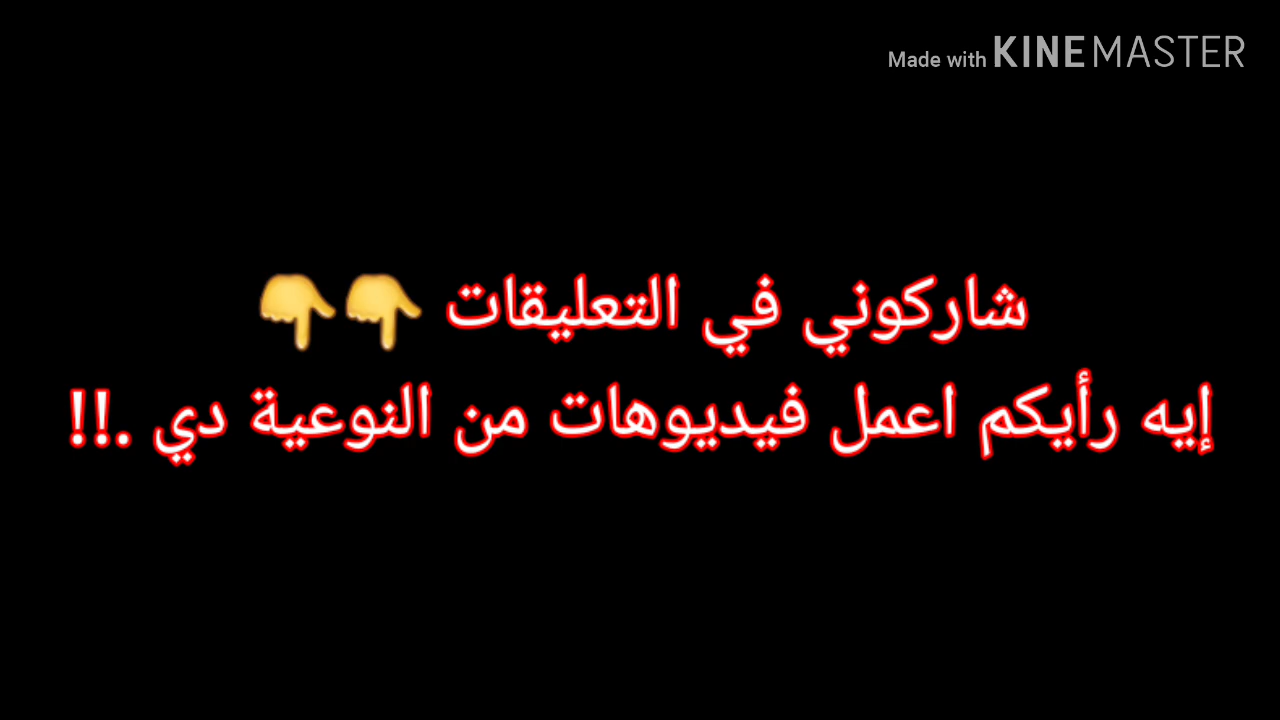 Made with KINEMASTER
شاركوني في التعليقات 👇👇
إيه رأيكم اعمل فيديوهات من النوعية دي .!!